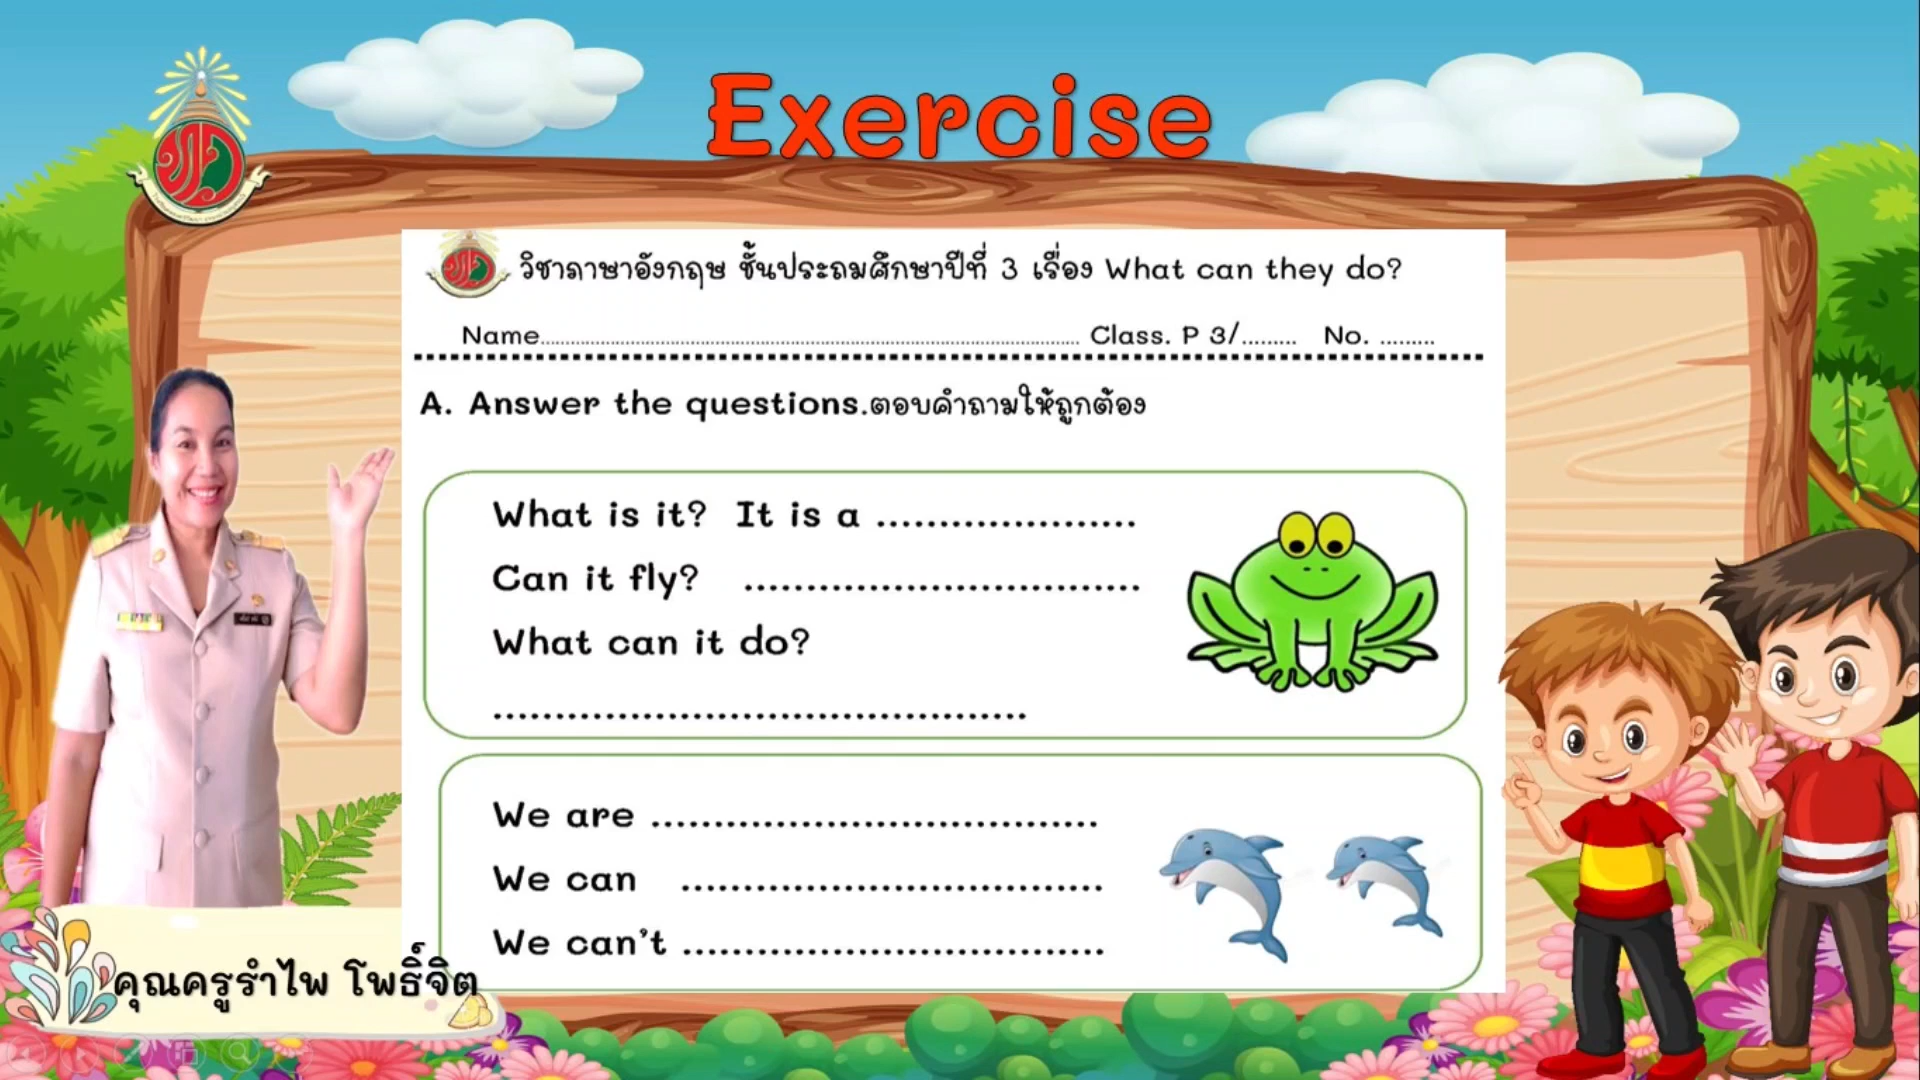 Exercise
วิชาภาษาอังกฤษ ชั้นประถมศึกษาปีที่ 3 เรื่อง What can they do?
Name........................................................................................................ Class. P 3/......... No. .........
A. Answer the questions.ตอบคำถามให้ถูกต้อง
What is it? It is a .....................
Can it fly? ................................
What can it do?
...........................................
We are ....................................
We can ..................................
We can't ..................................
คุณครูรำไพ โพธิ์จิต